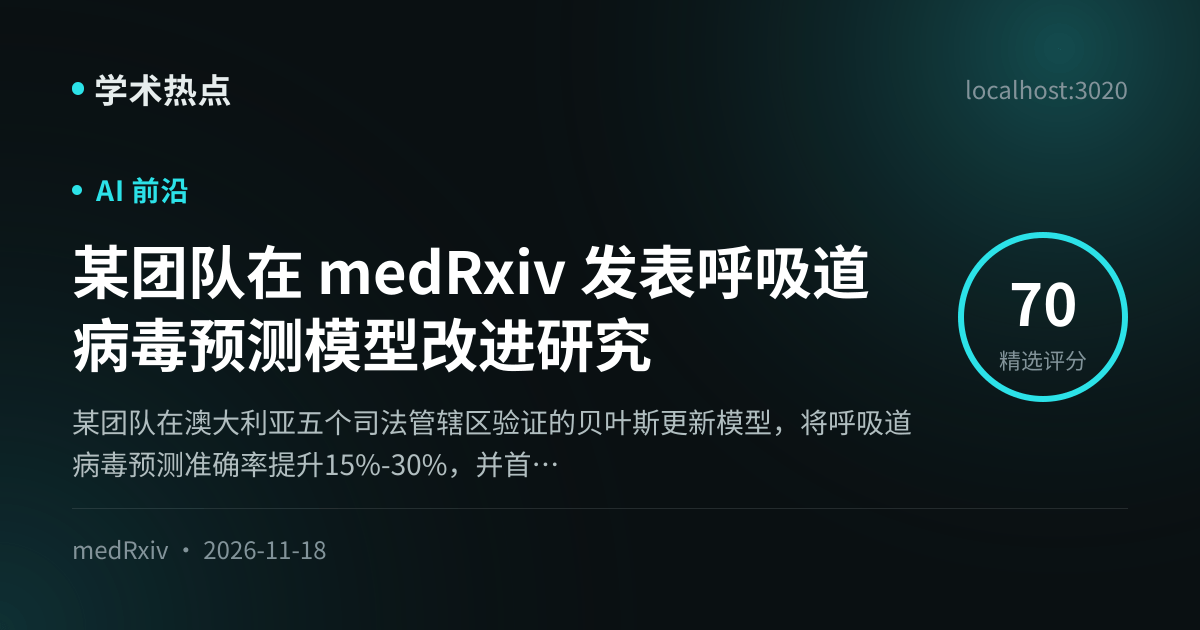 学术热点
localhost:3020
AI 前沿
某团队在 medRxiv 发表呼吸道
病毒预测模型改进研究
70
精选评分
某团队在澳大利亚五个司法管辖区验证的贝叶斯更新模型，将呼吸道
病毒预测准确率提升15%-30%，并首…
medRxiv • 2026-11-18